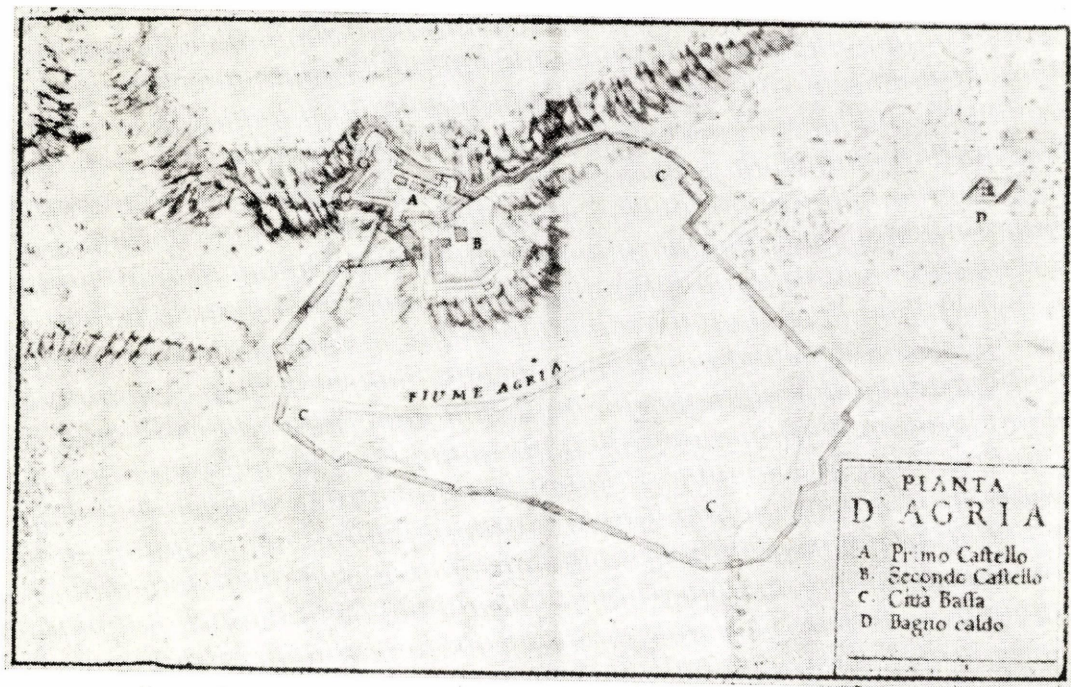 A
B
C
D
FIUME AGRIA
C
C
PIANTA
D'AGRIA
A Primo Caſtello
B. Secondo Caſtello
C. Città Baſſa
D Bagno caldo